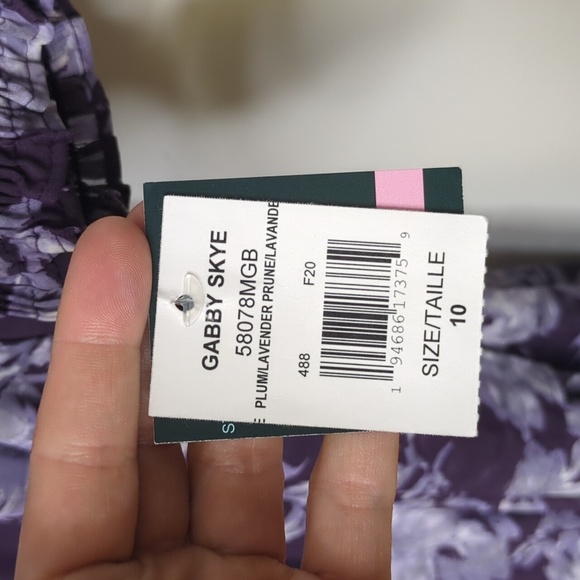 GABBY SKYE
58078MGB
PLUM/LAVENDER PRUNE/LAVANDE
488 F20
1 94686 17375 9
SIZE/TAILLE
10
S